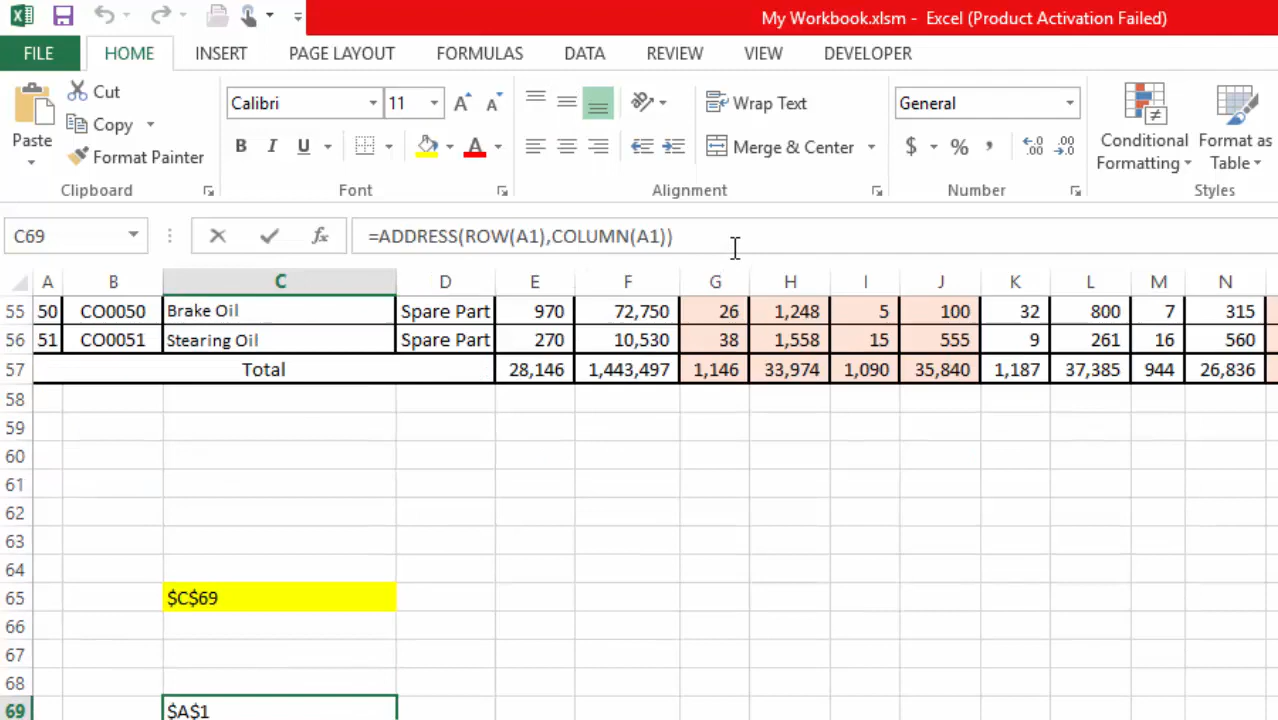 My Workbook.xlsm - Excel (Product Activation Failed)
FILE HOME INSERT PAGE LAYOUT FORMULAS DATA REVIEW VIEW DEVELOPER
Paste
Cut
Copy
Format Painter
Clipboard
Calibri 11
B I U A
Font
Wrap Text
Merge & Center
Alignment
General
$ % , .00 .00
Number
Conditional Formatting
Format as Table
Styles
C69 fx =ADDRESS(ROW(A1),COLUMN(A1))
A B C D E F G H I J K L M N
55 50 CO0050 Brake Oil Spare Part 970 72,750 26 1,248 5 100 32 800 7 315
56 51 CO0051 Stearing Oil Spare Part 270 10,530 38 1,558 15 555 9 261 16 560
57 Total 28,146 1,443,497 1,146 33,974 1,090 35,840 1,187 37,385 944 26,836
58
59
60
61
62
63
64
65 $C$69
66
67
68
69 $A$1